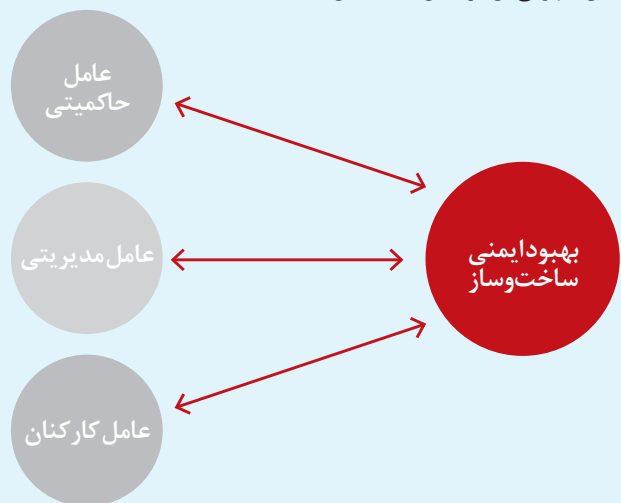 عامل
حاکمیتی
عامل مدیریتی
بهبود ایمنی
ساخت‌وساز
عامل کارکنان